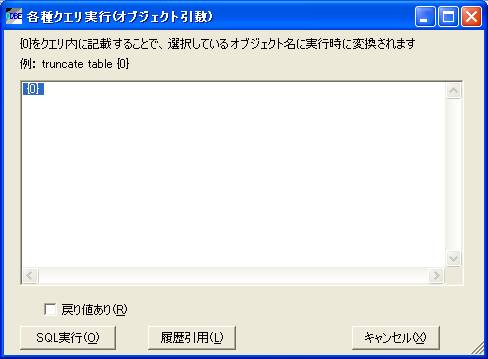 各種クエリ実行(オブジェクト引数)
{0}をクエリ内に記載することで、選択しているオブジェクト名に実行時に変換されます
例: truncate table {0}
{0}
戻り値あり(R)
SQL実行(O) 履歴引用(L) キャンセル(X)